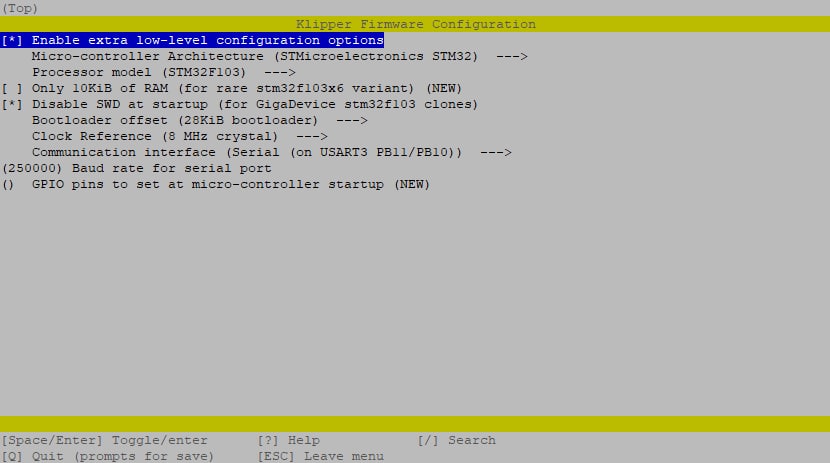 (Top)
Klipper Firmware Configuration
[*] Enable extra low-level configuration options
Micro-controller Architecture (STMicroelectronics STM32)  --->
Processor model (STM32F103)  --->
[ ] Only 10KiB of RAM (for rare stm32f103x6 variant) (NEW)
[*] Disable SWD at startup (for GigaDevice stm32f103 clones)
Bootloader offset (28KiB bootloader)  --->
Clock Reference (8 MHz crystal)  --->
Communication interface (Serial (on USART3 PB11/PB10))  --->
(250000) Baud rate for serial port
()  GPIO pins to set at micro-controller startup (NEW)
[Space/Enter] Toggle/enter [?] Help [/] Search
[Q] Quit (prompts for save) [ESC] Leave menu